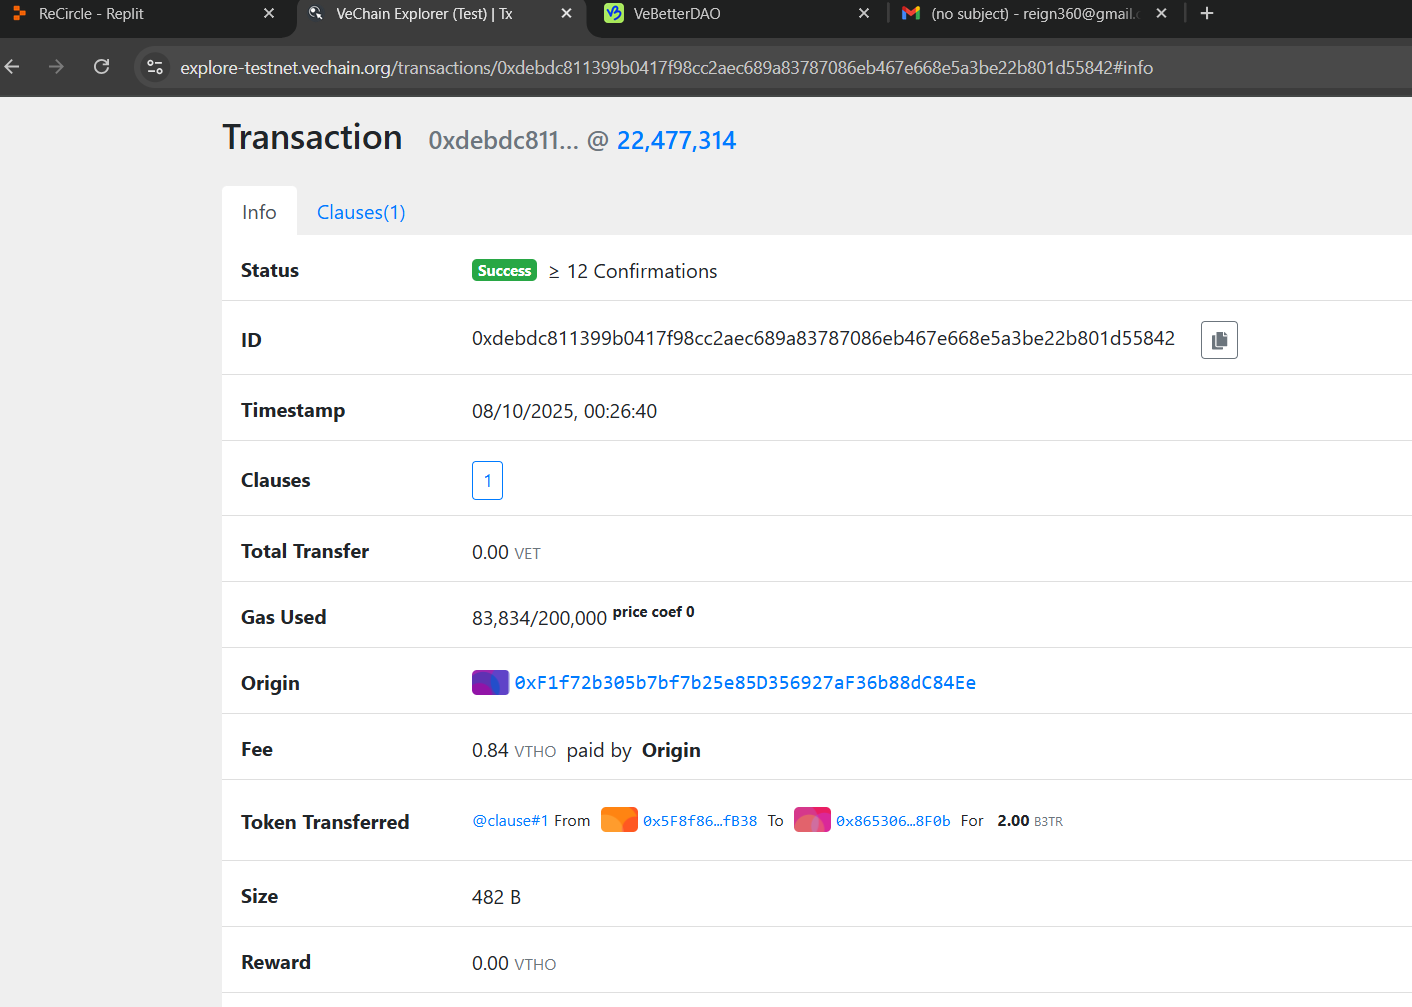 ReCircle - Replit
VeChain Explorer (Test) | Tx
VeBetterDAO
(no subject) - reign360@gmail.c
explore-testnet.vechain.org/transactions/0xdebdc811399b0417f98cc2aec689a83787086eb467e668e5a3be22b801d55842#info
Transaction 0xdebdc811... @ 22,477,314
Info Clauses(1)
Status Success ≥ 12 Confirmations
ID 0xdebdc811399b0417f98cc2aec689a83787086eb467e668e5a3be22b801d55842
Timestamp 08/10/2025, 00:26:40
Clauses 1
Total Transfer 0.00 VET
Gas Used 83,834/200,000 price coef 0
Origin 0xF1f72b305b7bf7b25e85D356927aF36b88dC84Ee
Fee 0.84 VTHO paid by Origin
Token Transferred @clause#1 From 0x5F8f86…fB38 To 0x865306…8F0b For 2.00 B3TR
Size 482 B
Reward 0.00 VTHO